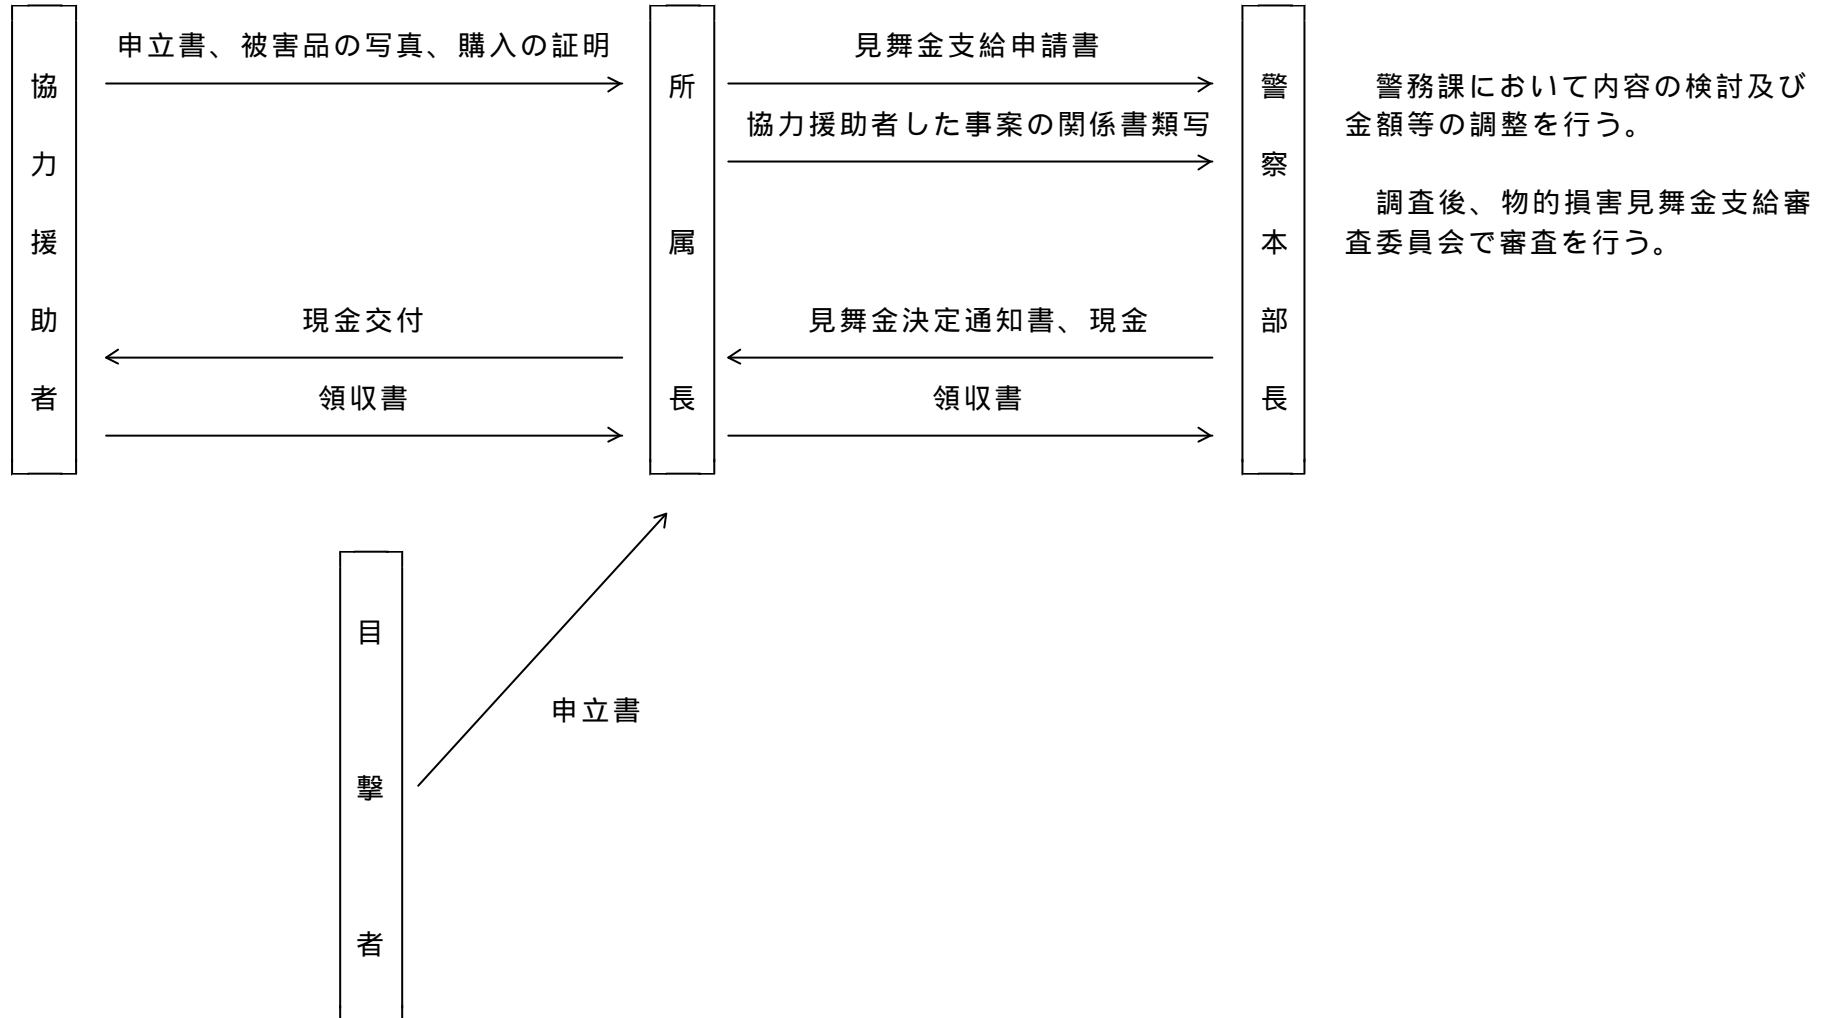 協力援助者
申立書、被害品の写真、購入の証明
現金交付
領収書
所属長
見舞金支給申請書
協力援助者した事案の関係書類写
見舞金決定通知書、現金
領収書
警察本部長
警務課において内容の検討及び
金額等の調整を行う。
調査後、物的損害見舞金支給審
査委員会で審査を行う。
目撃者
申立書